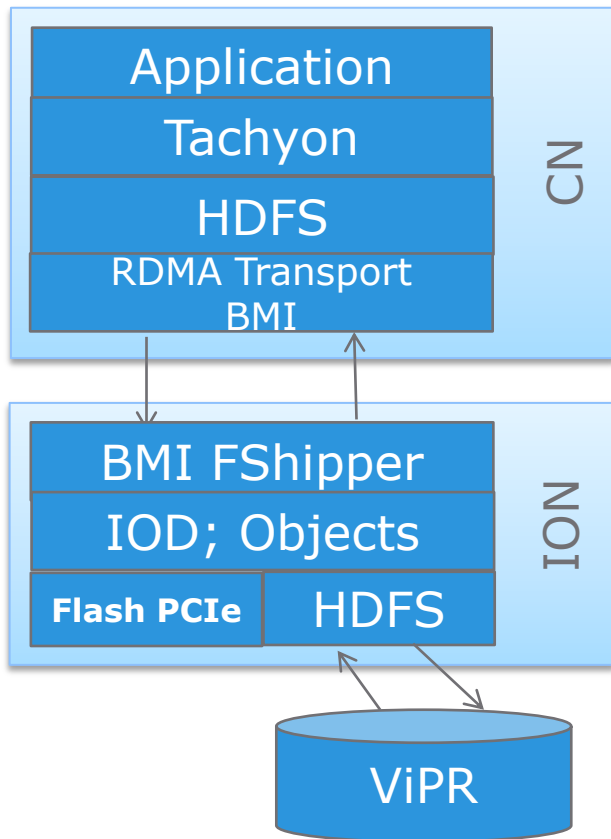 Application
Tachyon
CN
HDFS
RDMA Transport
BMI
BMI FShipper
IOD; Objects
ION
Flash PCIe
HDFS
ViPR